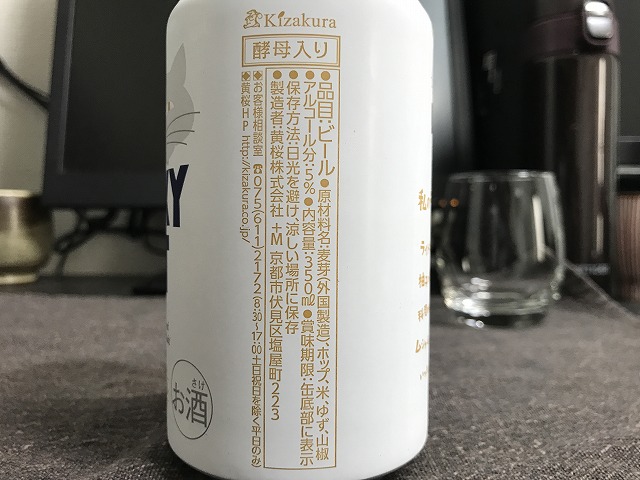 Kizakura
酵母入り
●品目:ビール●原材料名:麦芽(外国製造)、ホップ、米、ゆず、山椒
●アルコール分:5%●内容量:350㎖●賞味期限:缶底部に表示
●保存方法:日光を避け、涼しい場所に保存
●製造者:黄桜株式会社 +M 京都市伏見区塩屋町223
◆お客様相談室 ☎075(611)2172(8:30〜17:00土日祝日を除く平日のみ)
◆黄桜HP http://kizakura.co.jp/
さけ
お酒
KY